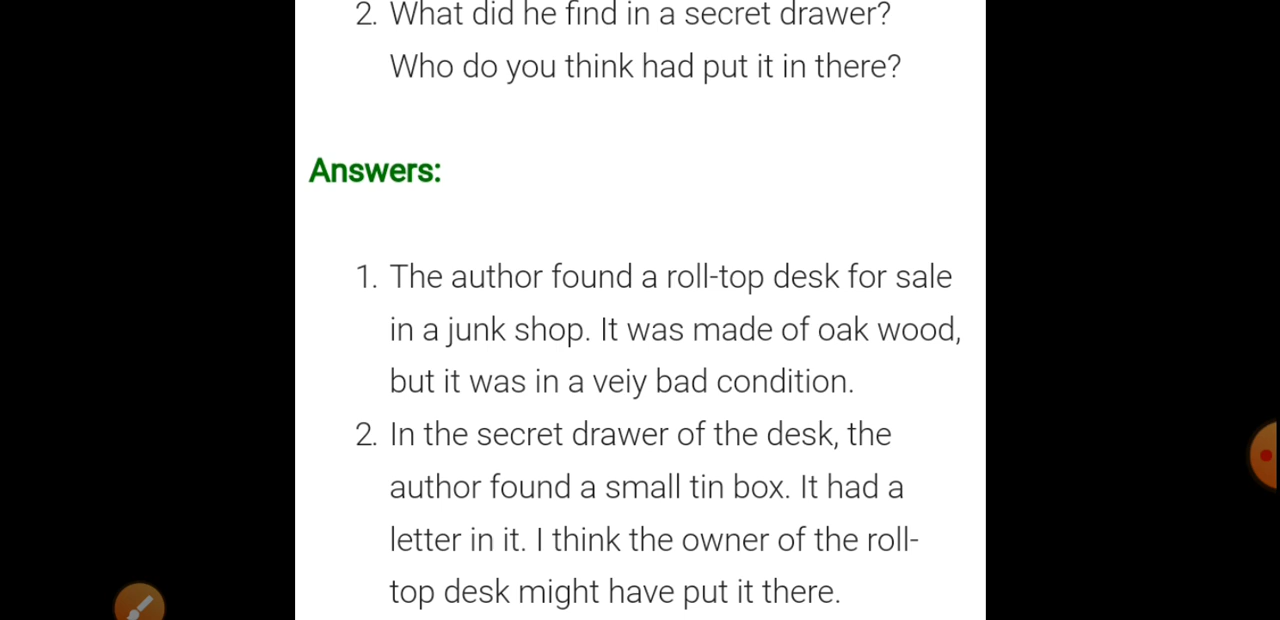 2. What did he find in a secret drawer?
Who do you think had put it in there?
Answers:
1. The author found a roll-top desk for sale
in a junk shop. It was made of oak wood,
but it was in a veiy bad condition.
2. In the secret drawer of the desk, the
author found a small tin box. It had a
letter in it. I think the owner of the roll-
top desk might have put it there.